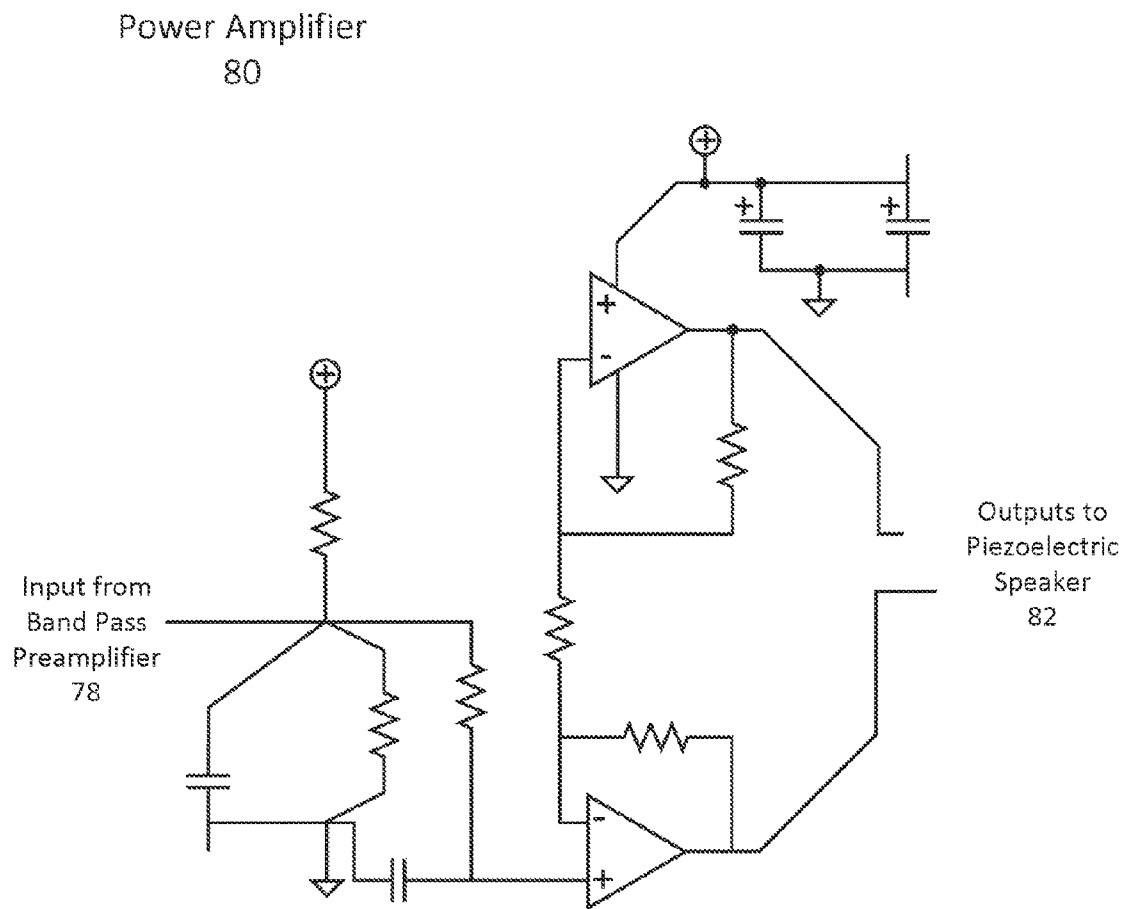 Power Amplifier
80
+
+
+
+
-
+
Input from
Band Pass
Preamplifier
78
Outputs to
Piezoelectric
Speaker
82
-
+